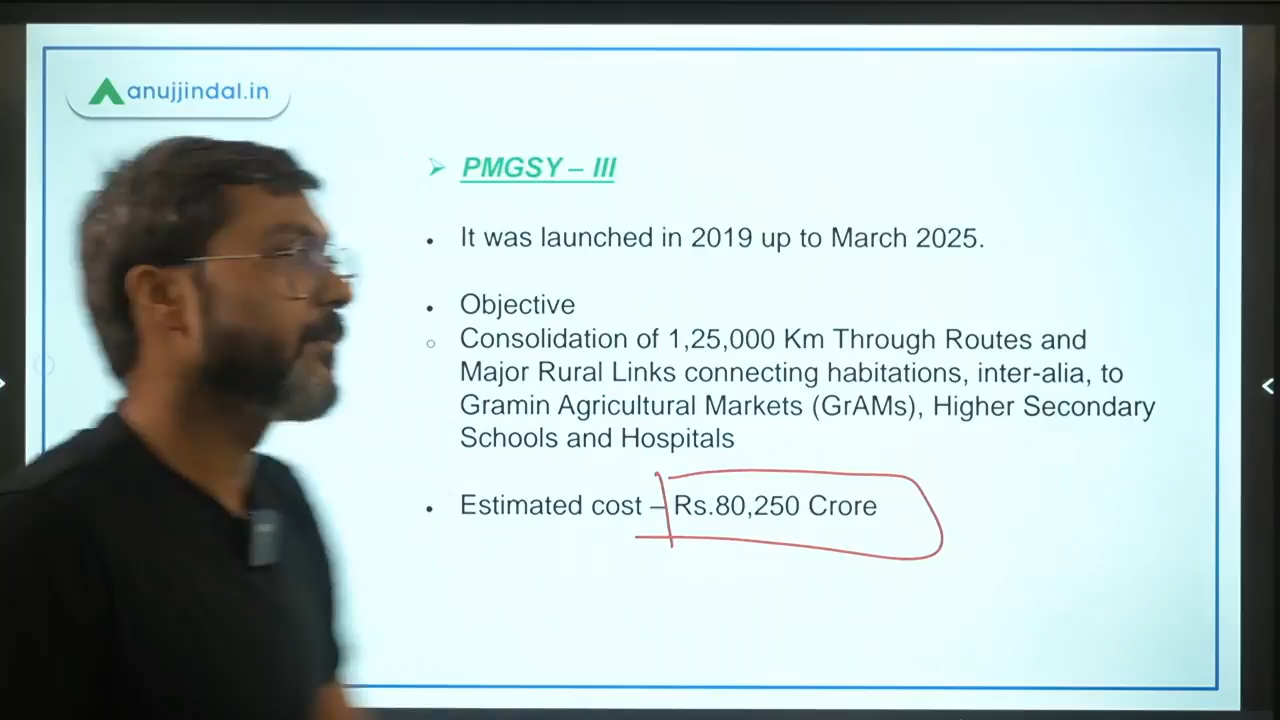 anujjindal.in
PMGSY – III
It was launched in 2019 up to March 2025.
Objective
Consolidation of 1,25,000 Km Through Routes and
Major Rural Links connecting habitations, inter-alia, to
Gramin Agricultural Markets (GrAMs), Higher Secondary
Schools and Hospitals
Estimated cost – Rs.80,250 Crore